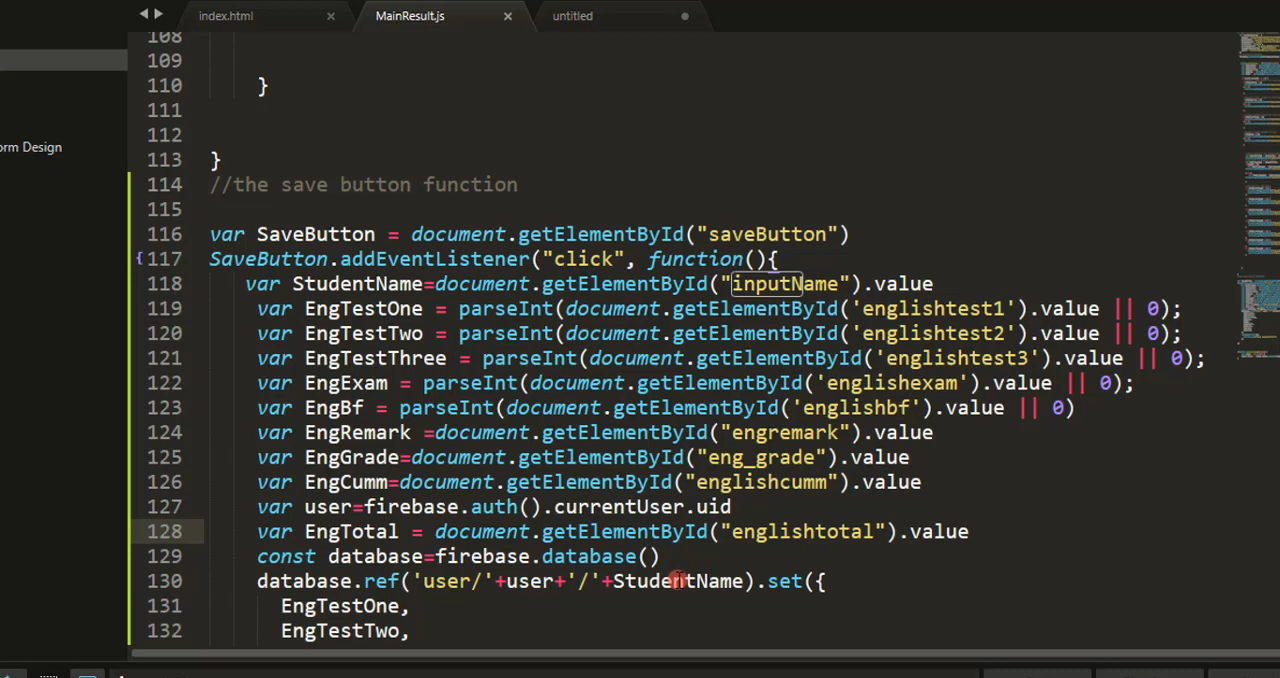 index.html
MainResult.js
untitled
108
109
110 }
111
112
113 }
orm Design
114 //the save button function
115
116 var SaveButton = document.getElementById("saveButton")
117 SaveButton.addEventListener("click", function(){
118 var StudentName=document.getElementById("inputName").value
119 var EngTestOne = parseInt(document.getElementById('englishtest1').value || 0);
120 var EngTestTwo = parseInt(document.getElementById('englishtest2').value || 0);
121 var EngTestThree = parseInt(document.getElementById('englishtest3').value || 0);
122 var EngExam = parseInt(document.getElementById('englishexam').value || 0);
123 var EngBf = parseInt(document.getElementById('englishbf').value || 0)
124 var EngRemark =document.getElementById("engremark").value
125 var EngGrade=document.getElementById("eng_grade").value
126 var EngCumm=document.getElementById("englishcumm").value
127 var user=firebase.auth().currentUser.uid
128 var EngTotal = document.getElementById("englishtotal").value
129 const database=firebase.database()
130 database.ref('user/'+user+'/'+StudentName).set({
131 EngTestOne,
132 EngTestTwo,